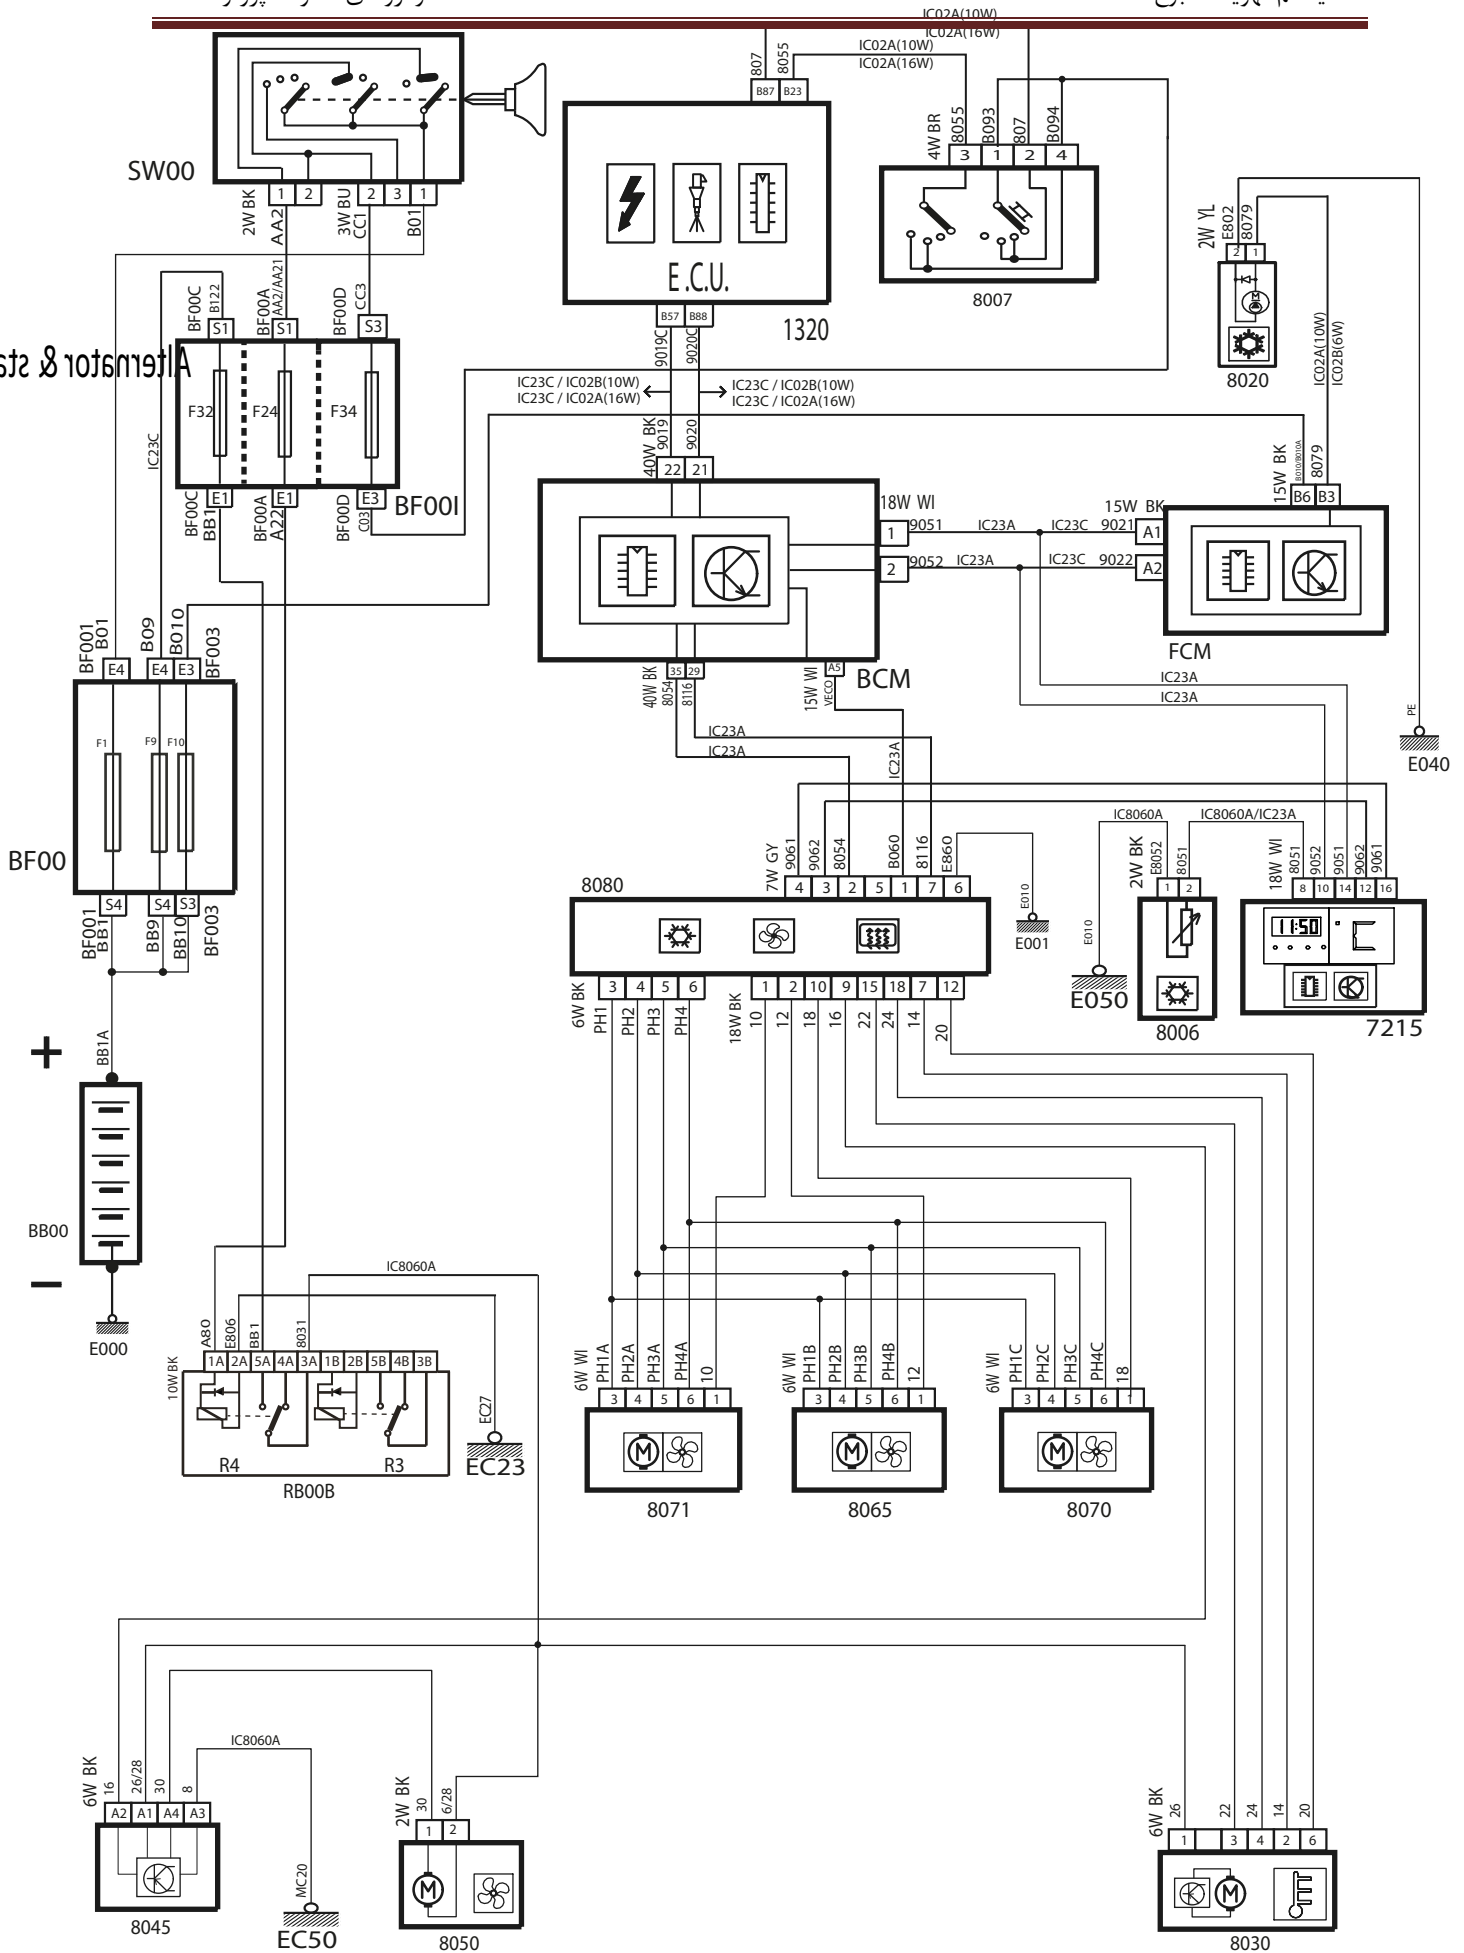 IC02A(10W)
IC02A(16W)
807
8055
IC02A(10W)
IC02A(16W)
B87 B23
4W BR
8055
B093
807
B094
3 1 2 4
SW00
1 2 2 3 1
2W BK
AA2
3W BU
CC1
B01
E.C.U.
1320
8007
2W YL
E802
8079
2 1
8020
IC02A(10W)
IC02B(6W)
BF00C
B122
BF00A
AA2/AA21
BF00D
CC3
S1 S1 S3
B57 B88
9019C
9020C
Alternator & sta
F32 F24 F34
IC23C / IC02B(10W)
IC23C / IC02A(16W)
IC23C / IC02B(10W)
IC23C / IC02A(16W)
IC23C
40W BK
9019
9020
22 21
15W BK
B010/B010A
8079
B6 B3
BF00C
BB1
E1
BF00A
A22
E1
BF00D
C03
E3
BF00I
18W WI
1 9051 IC23A IC23C 9021 A1
15W BK
2 9052 IC23A IC23C 9022 A2
FCM
BF001
B01
B09
B010
BF003
E4 E4 E3
35 29 A5
40W BK
8054
8116
15W WI
VECO
BCM
IC23A
IC23A
PE
E040
IC23A
IC23A
IC23A
F1 F9 F10
BF00
S4 S4 S3
BF001
BB1
BB9
BB10
BF003
8080
7W GY
9061
9062
8054
B060
8116
E860
4 3 2 5 1 7 6
E010
E001
IC8060A
IC8060A/IC23A
2W BK
E8052
8051
1 2
18W WI
8051
9052
9051
9062
9061
8 10 14 12 16
E010
E050
8006
11:50
7215
3 4 5 6 1 2 10 9 15 18 7 12
6W BK
PH1
PH2
PH3
PH4
18W BK
10
12
18
16
22
24
14
20
+
BB1A
BB00
−
E000
IC8060A
A80
E806
BB1
8031
10W BK
1A 2A 5A 4A 3A 1B 2B 5B 4B 3B
R4 R3
RB00B
EC27
EC23
6W WI
PH1A
PH2A
PH3A
PH4A
10
3 4 5 6 1
M
8071
6W WI
PH1B
PH2B
PH3B
PH4B
12
3 4 5 6 1
M
8065
6W WI
PH1C
PH2C
PH3C
PH4C
18
3 4 5 6 1
M
8070
6W BK
16
26/28
30
8
A2 A1 A4 A3
8045
IC8060A
MC20
EC50
2W BK
30
6/28
1 2
M
8050
6W BK
26
22
24
14
20
1 3 4 2 6
M
8030